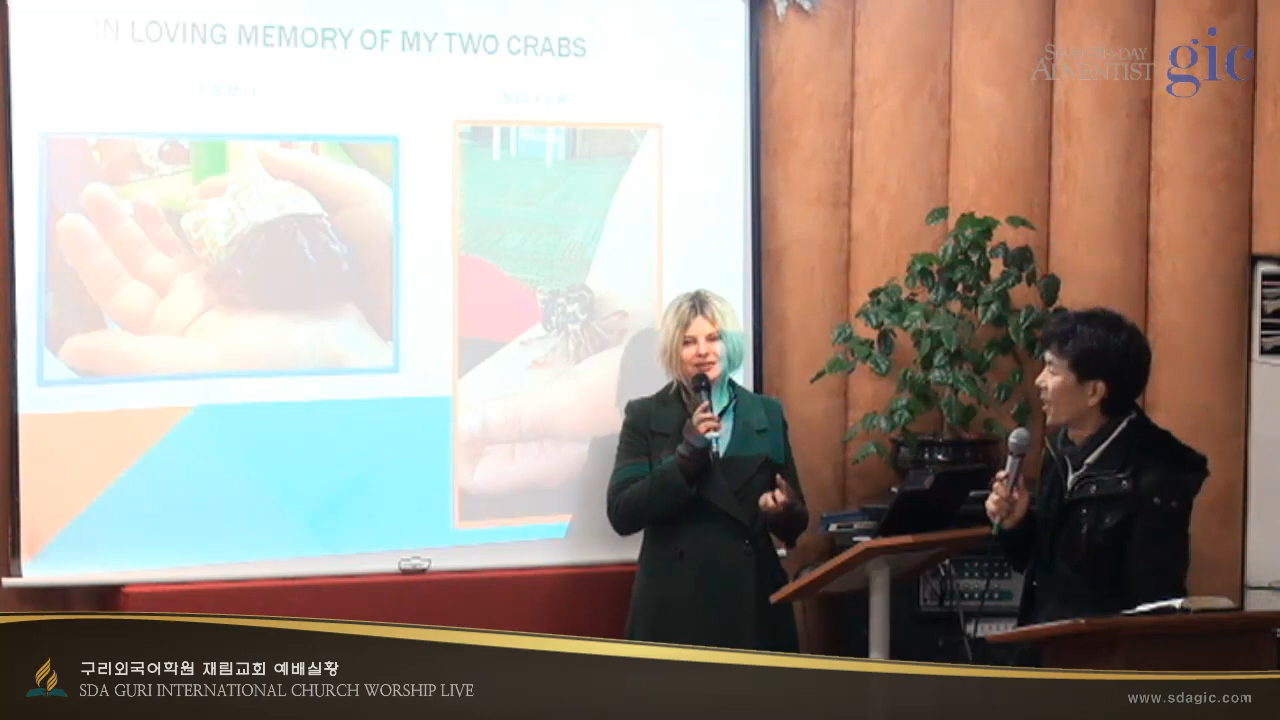 IN LOVING MEMORY OF MY TWO CRABS
SEVENTH-DAY
ADVENTIST
gic
구리외국어학원 재림교회 예배실황
SDA GURI INTERNATIONAL CHURCH WORSHIP LIVE
www.sdagic.com